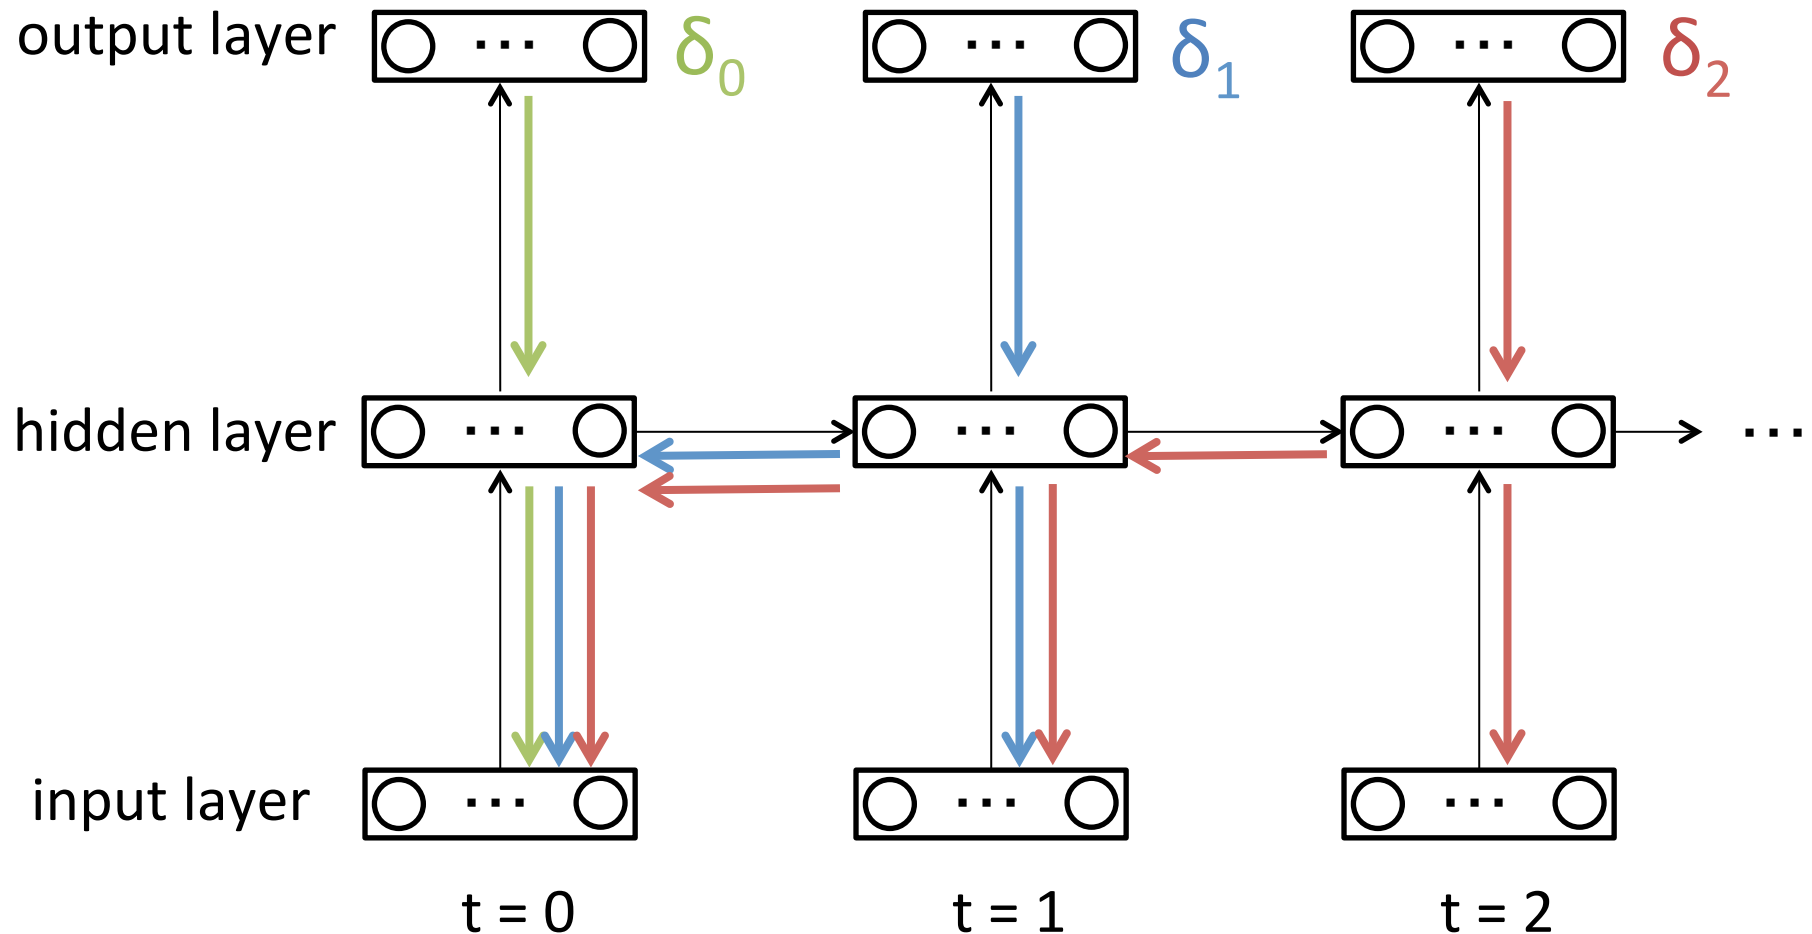 output layer ... ... δ0 ... ... δ1 ... ... δ2
hidden layer ... ... ... ...
input layer ... ... ...
t = 0 t = 1 t = 2